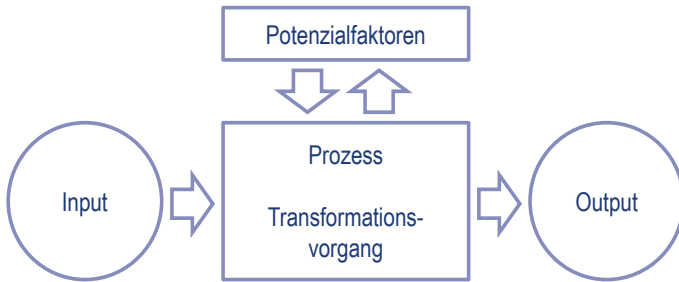 Potenzialfaktoren
Input
Prozess
Transformations-
vorgang
Output